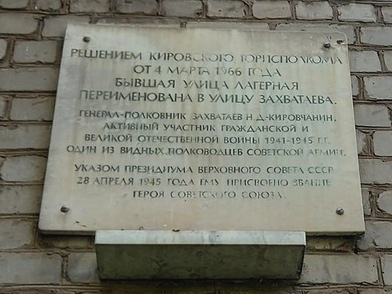 РЕШЕНИЕМ КИРОВСКОГО ГОРИСПОЛКОМА
ОТ 4 МАРТА 1966 ГОДА
БЫВШАЯ УЛИЦА ЛАГЕРНАЯ
ПЕРЕИМЕНОВАНА В УЛИЦУ ЗАХВАТАЕВА.
ГЕНЕРАЛ-ПОЛКОВНИК ЗАХВАТАЕВ Н.Д-КИРОВЧАНИН,
АКТИВНЫЙ УЧАСТНИК ГРАЖДАНСКОЙ И
ВЕЛИКОЙ ОТЕЧЕСТВЕННОЙ ВОЙНЫ 1941-1945 Г.Г.
ОДИН ИЗ ВИДНЫХ ПОЛКОВОДЦЕВ СОВЕТСКОЙ АРМИИ.
УКАЗОМ ПРЕЗИДИУМА ВЕРХОВНОГО СОВЕТА СССР
28 АПРЕЛЯ 1945 ГОДА ЕМУ ПРИСВОЕНО ЗВАНИЕ
ГЕРОЯ СОВЕТСКОГО СОЮЗА.